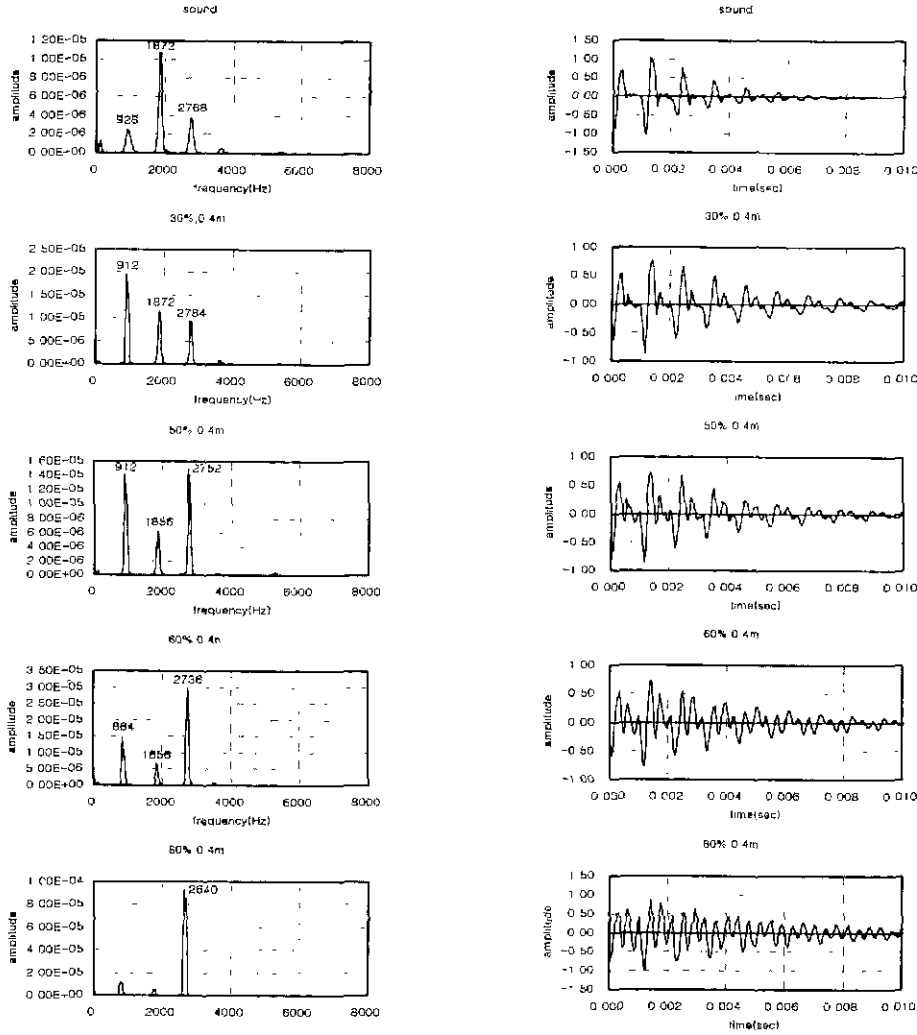 sound
1 20E-05
1.00E-05
8.00E-06
6.00E-06
4 00E-06
2 00E-06
0.00E+00
amplitude
928
1872
2768
0 2000 4000 6000 8000
frequency(Hz)
sound
1 50
1 00
0 50
0 00
-0 50
-1 00
-1 50
amplitude
0 000 0 002 0 004 0 006 0 008 0 010
time(sec)
30%,0 4m
2 50E-05
2.00E-05
1 50E-05
1 00E-05
5 00E-06
0 00E+00
amplitude
912
1872
2784
0 2000 4000 6000 8000
frequency(Hz)
30% 0 4m
1 00
0 50
0 00
-0 50
-1 00
amplitude
0 000 0 002 0 004 0 006 0 008 0 010
time(sec)
50% 0 4m
1 60E-05
1 40E-05
1 20E-05
1 00E-05
8 00E-06
6 00E-06
4 00E-06
2 00E-06
0 00E+00
amplitude
912
1856
2752
0 2000 4000 6000 8000
frequency(Hz)
50% 0 4m
1 00
0 50
0 00
-0 50
-1 00
amplitude
0 000 0 002 0 004 0 006 0 008 0 010
time(sec)
60% 0 4m
3 50E-05
3 00E-05
2 50E-05
2 00E-05
1 50E-05
1 00E-05
5 00E-06
0 00E+00
amplitude
864
1856
2736
0 2000 4000 6000 8000
frequency(Hz)
60% 0 4m
1 00
0 50
0 00
-0 50
-1 00
amplitude
0 000 0 002 0 004 0 006 0 008 0 010
time(sec)
80% 0 4m
1 00E-04
8 00E-05
6 00E-05
4 00E-05
2 00E-05
0 00E+00
amplitude
2640
0 2000 4000 6000 8000
frequency(Hz)
80% 0 4m
1 50
1 00
0 50
0 00
-0 50
-1 00
-1 50
amplitude
0 000 0 002 0 004 0 006 0 008 0 010
time(sec)